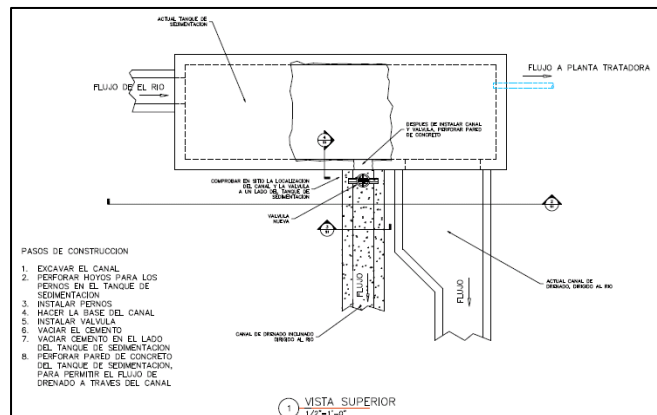 ACTUAL TANQUE DE
SEDIMENTACION
FLUJO A PLANTA TRATADORA
FLUJO DE EL RIO
DESPUES DE INSTALAR CANAL
Y VALVULA, PERFORAR PARED
DE CONCRETO
COMPROBAR EN SITIO LA LOCALIZACION
DEL CANAL Y LA VALVULA
A UN LADO DEL TANQUE DE
SEDIMENTACION
VALVULA
NUEVA
PASOS DE CONSTRUCCION
1. EXCAVAR EL CANAL
2. PERFORAR HOYOS PARA LOS
PERNOS EN EL TANQUE DE
SEDIMENTACION
3. INSTALAR PERNOS
4. HACER LA BASE DEL CANAL
5. INSTALAR VALVULA
6. VACIAR EL CEMENTO
7. VACIAR CEMENTO EN EL LADO
DEL TANQUE DE SEDIMENTACION
8. PERFORAR PARED DE CONCRETO
DEL TANQUE DE SEDIMENTACION,
PARA PERMITIR EL FLUJO DE
DRENADO A TRAVES DEL CANAL
FLUJO
FLUJO
ACTUAL CANAL DE
DRENADO, DIRIGIDO AL RIO
CANAL DE DRENADO INCLINADO
DIRIGIDO AL RIO
1 VISTA SUPERIOR
1/2"=1'-0"